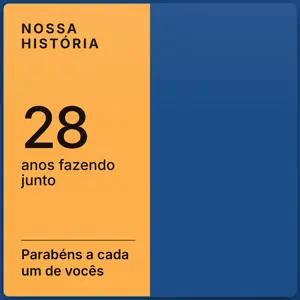 NOSSA
HISTÓRIA
28
anos fazendo
junto
Parabéns a cada
um de vocês